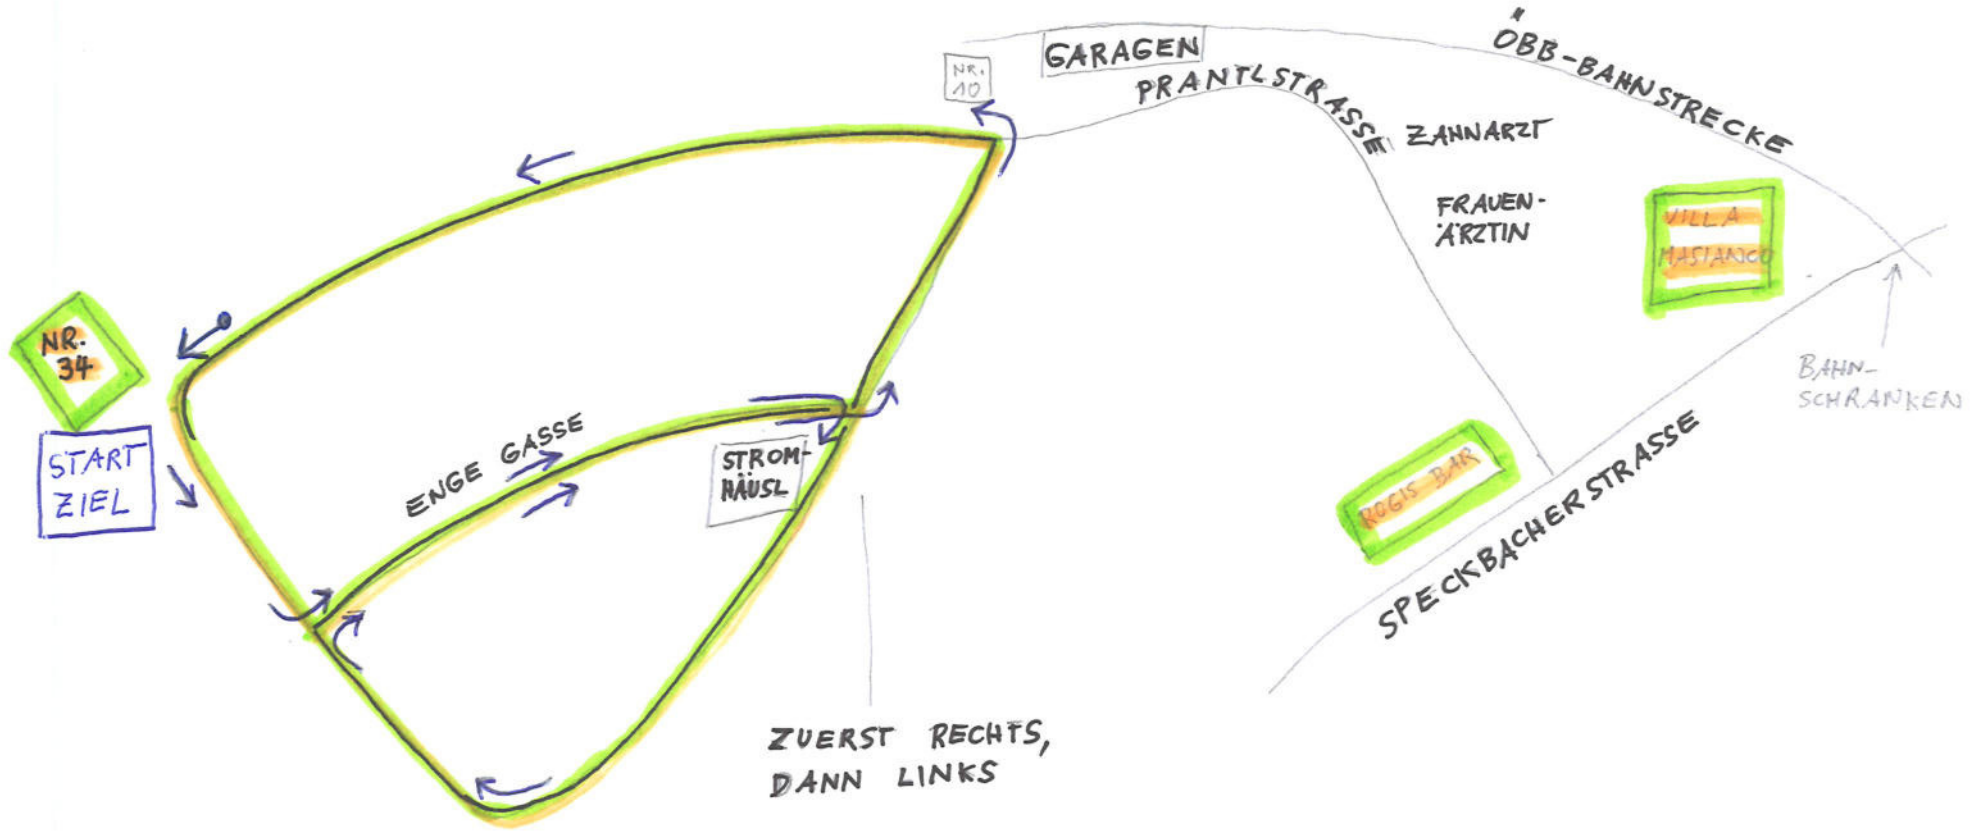 ÖBB-BAHNSTRECKE
GARAGEN
NR.
10
PRANTLSTRASSE
ZAHNARZT
FRAUEN-
ÄRZTIN
VILLA
MASIANCO
BAHN-
SCHRANKEN
NR.
34
START
ZIEL
ENGE GASSE
STROM-
HÄUSL
ROGIS BAR
SPECKBACHERSTRASSE
ZUERST RECHTS,
DANN LINKS